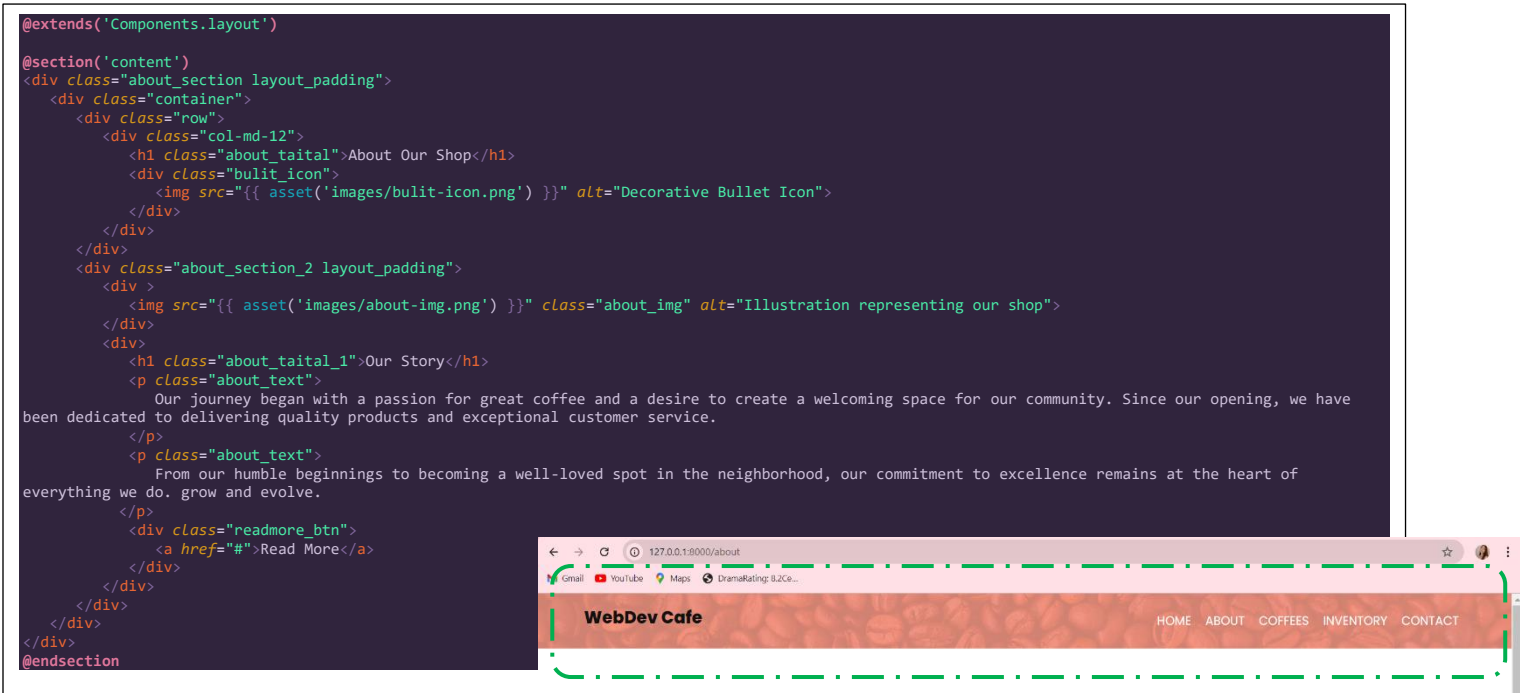 @extends('Components.layout')
@section('content')
<div class="about_section layout_padding">
<div class="container">
<div class="row">
<div class="col-md-12">
<h1 class="about_taital">About Our Shop</h1>
<div class="bulit_icon">
<img src="{{ asset('images/bulit-icon.png') }}" alt="Decorative Bullet Icon">
</div>
</div>
</div>
<div class="about_section_2 layout_padding">
<div >
<img src="{{ asset('images/about-img.png') }}" class="about_img" alt="Illustration representing our shop">
</div>
<div>
<h1 class="about_taital_1">Our Story</h1>
<p class="about_text">
Our journey began with a passion for great coffee and a desire to create a welcoming space for our community. Since our opening, we have
been dedicated to delivering quality products and exceptional customer service.
</p>
<p class="about_text">
From our humble beginnings to becoming a well-loved spot in the neighborhood, our commitment to excellence remains at the heart of
everything we do. grow and evolve.
</p>
<div class="readmore_btn">
<a href="#">Read More</a>
</div>
</div>
</div>
</div>
</div>
@endsection
127.0.0.1:8000/about
Gmail YouTube Maps DramaRating: B.2Ce...
WebDev Cafe HOME ABOUT COFFEES INVENTORY CONTACT